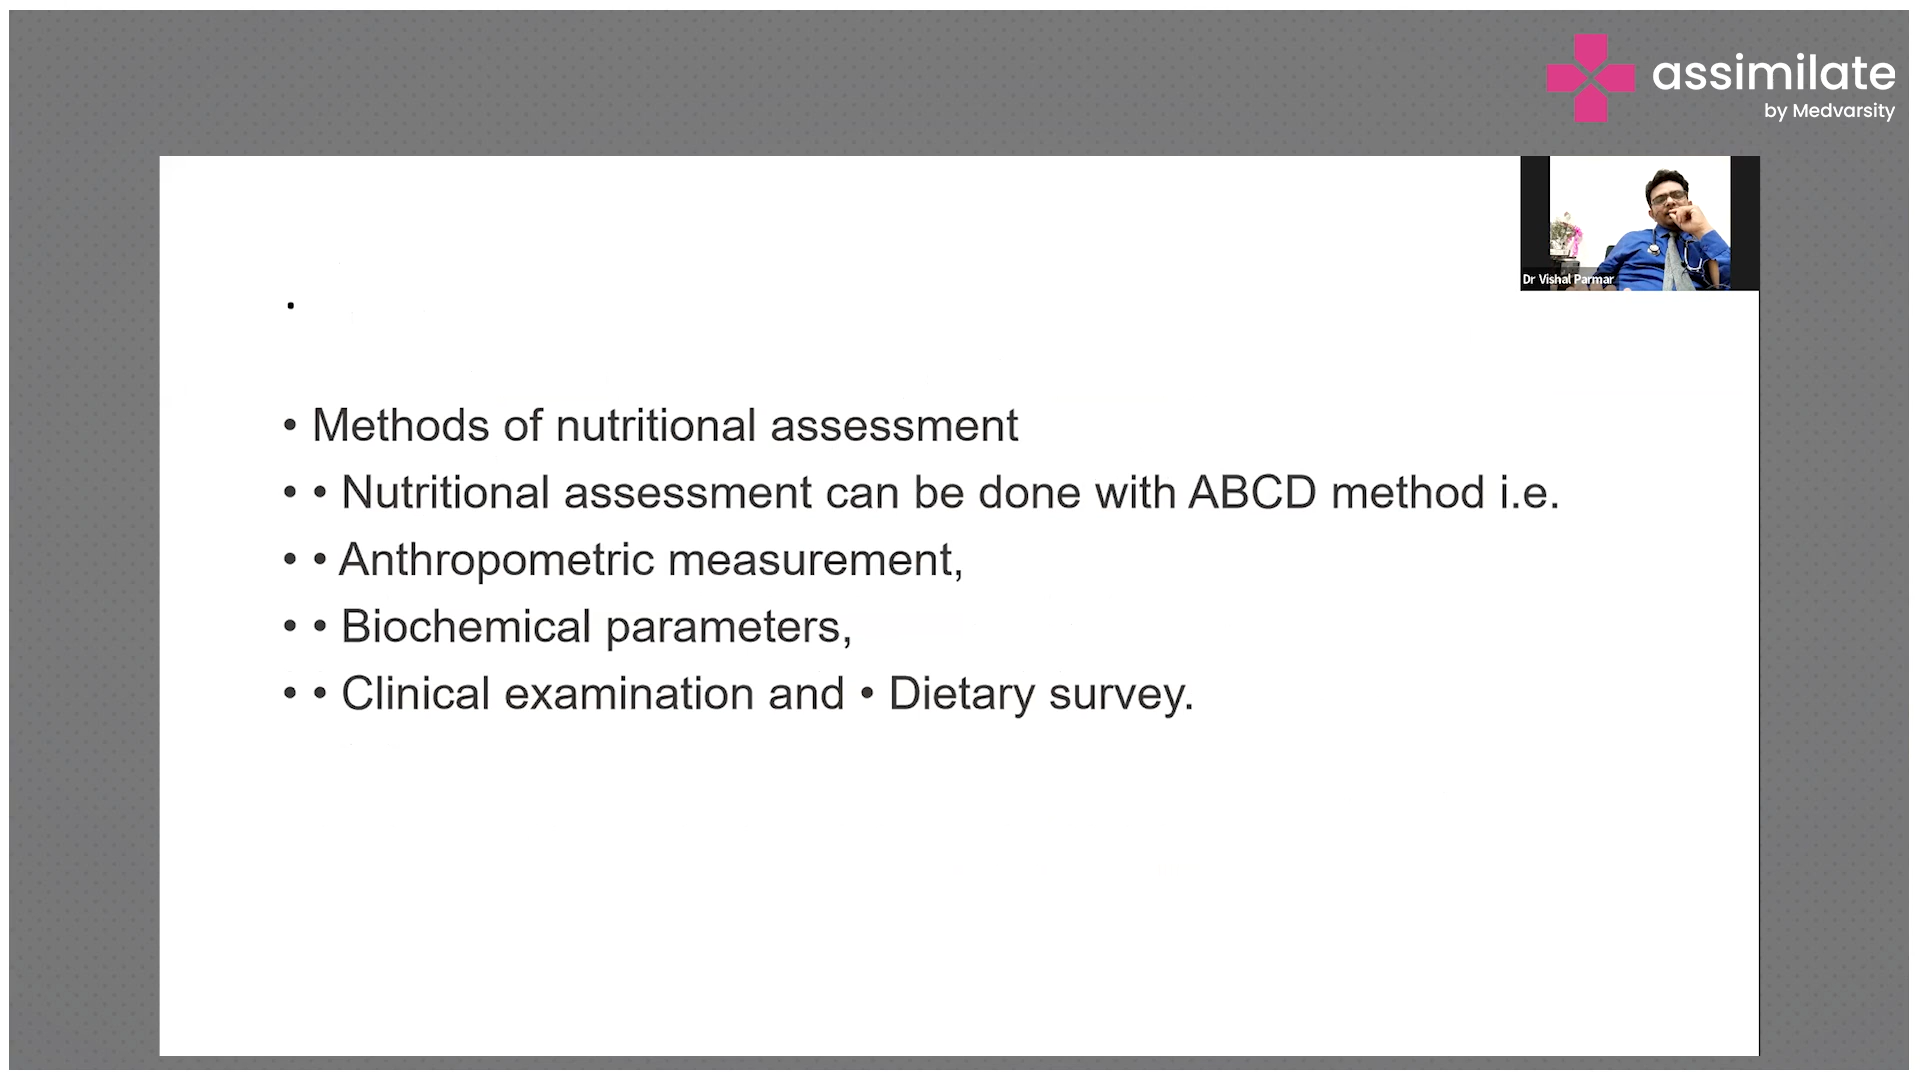 assimilate
by Medvarsity
Dr Vishal Parmar
.
• Methods of nutritional assessment
• • Nutritional assessment can be done with ABCD method i.e.
• • Anthropometric measurement,
• • Biochemical parameters,
• • Clinical examination and • Dietary survey.